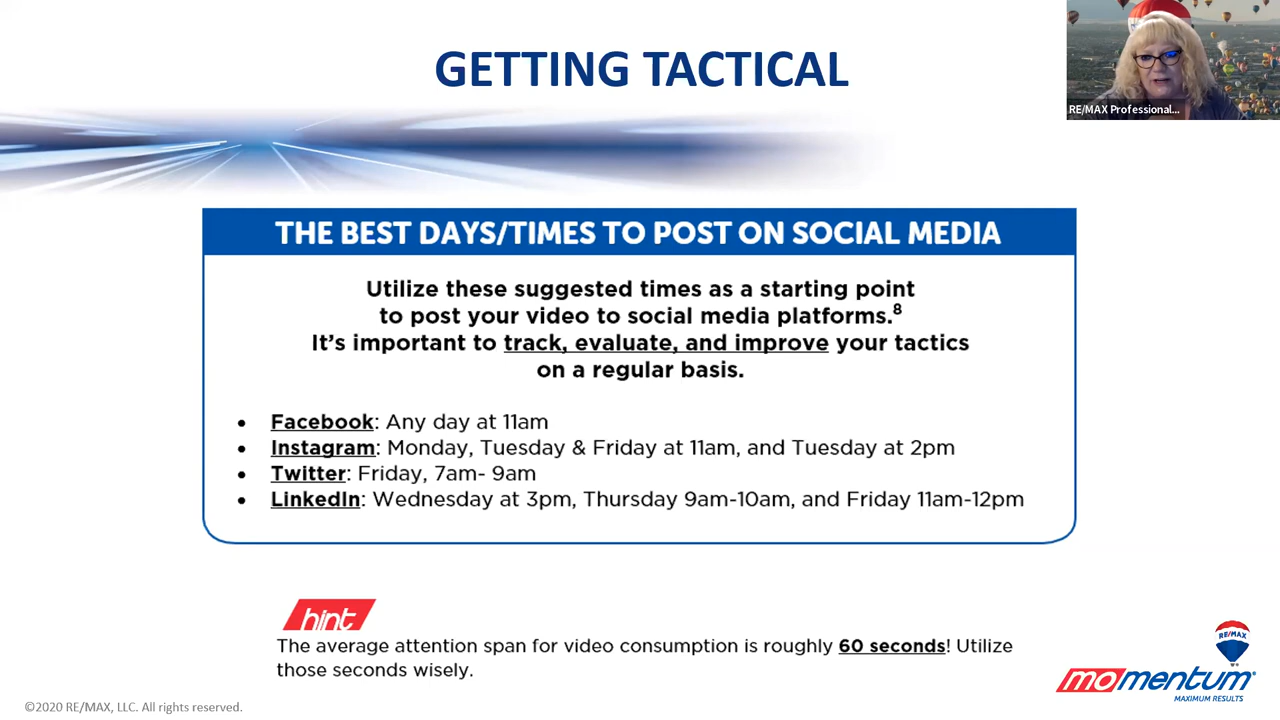 GETTING TACTICAL
RE/MAX Professional...
THE BEST DAYS/TIMES TO POST ON SOCIAL MEDIA
Utilize these suggested times as a starting point
to post your video to social media platforms.8
It's important to track, evaluate, and improve your tactics
on a regular basis.
• Facebook: Any day at 11am
• Instagram: Monday, Tuesday & Friday at 11am, and Tuesday at 2pm
• Twitter: Friday, 7am- 9am
• LinkedIn: Wednesday at 3pm, Thursday 9am-10am, and Friday 11am-12pm
hint
The average attention span for video consumption is roughly 60 seconds! Utilize
those seconds wisely.
RE/MAX
momentum®
MAXIMUM RESULTS
©2020 RE/MAX, LLC. All rights reserved.